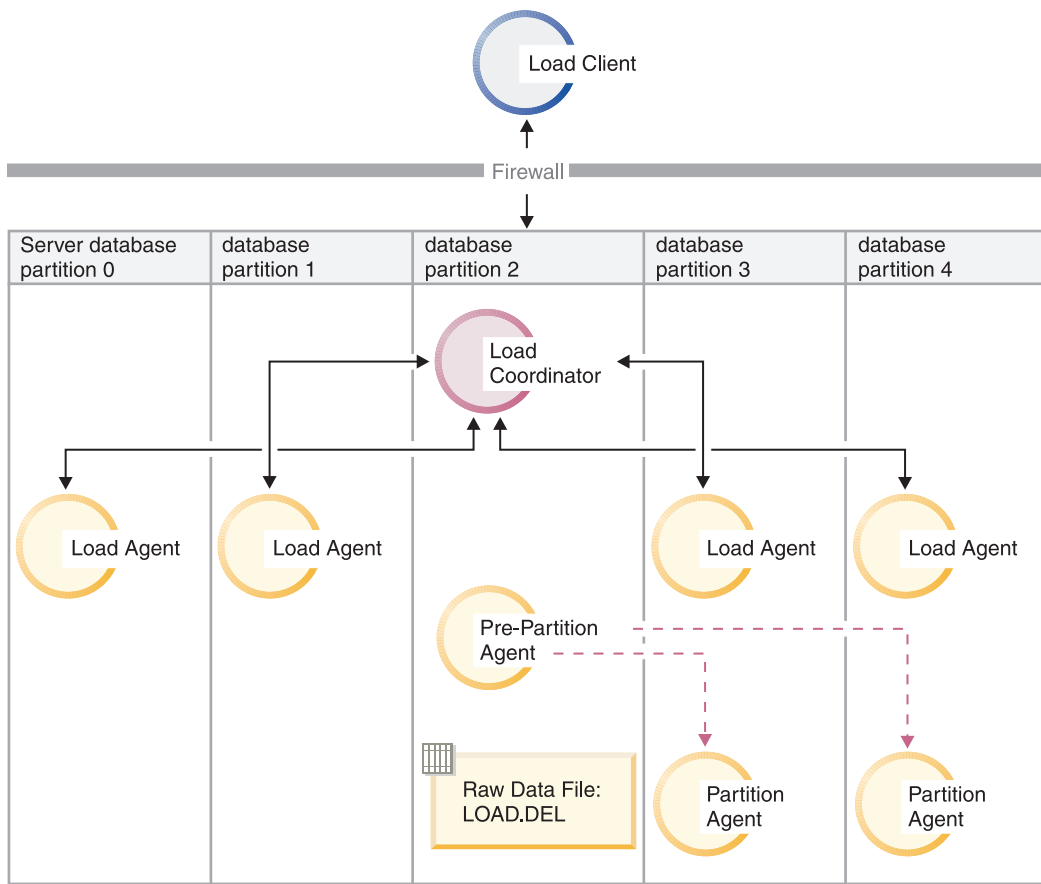 Load Client
Firewall
Server database
partition 0
database
partition 1
database
partition 2
database
partition 3
database
partition 4
Load
Coordinator
Load Agent
Load Agent
Load Agent
Load Agent
Pre-Partition
Agent
Raw Data File:
LOAD.DEL
Partition
Agent
Partition
Agent